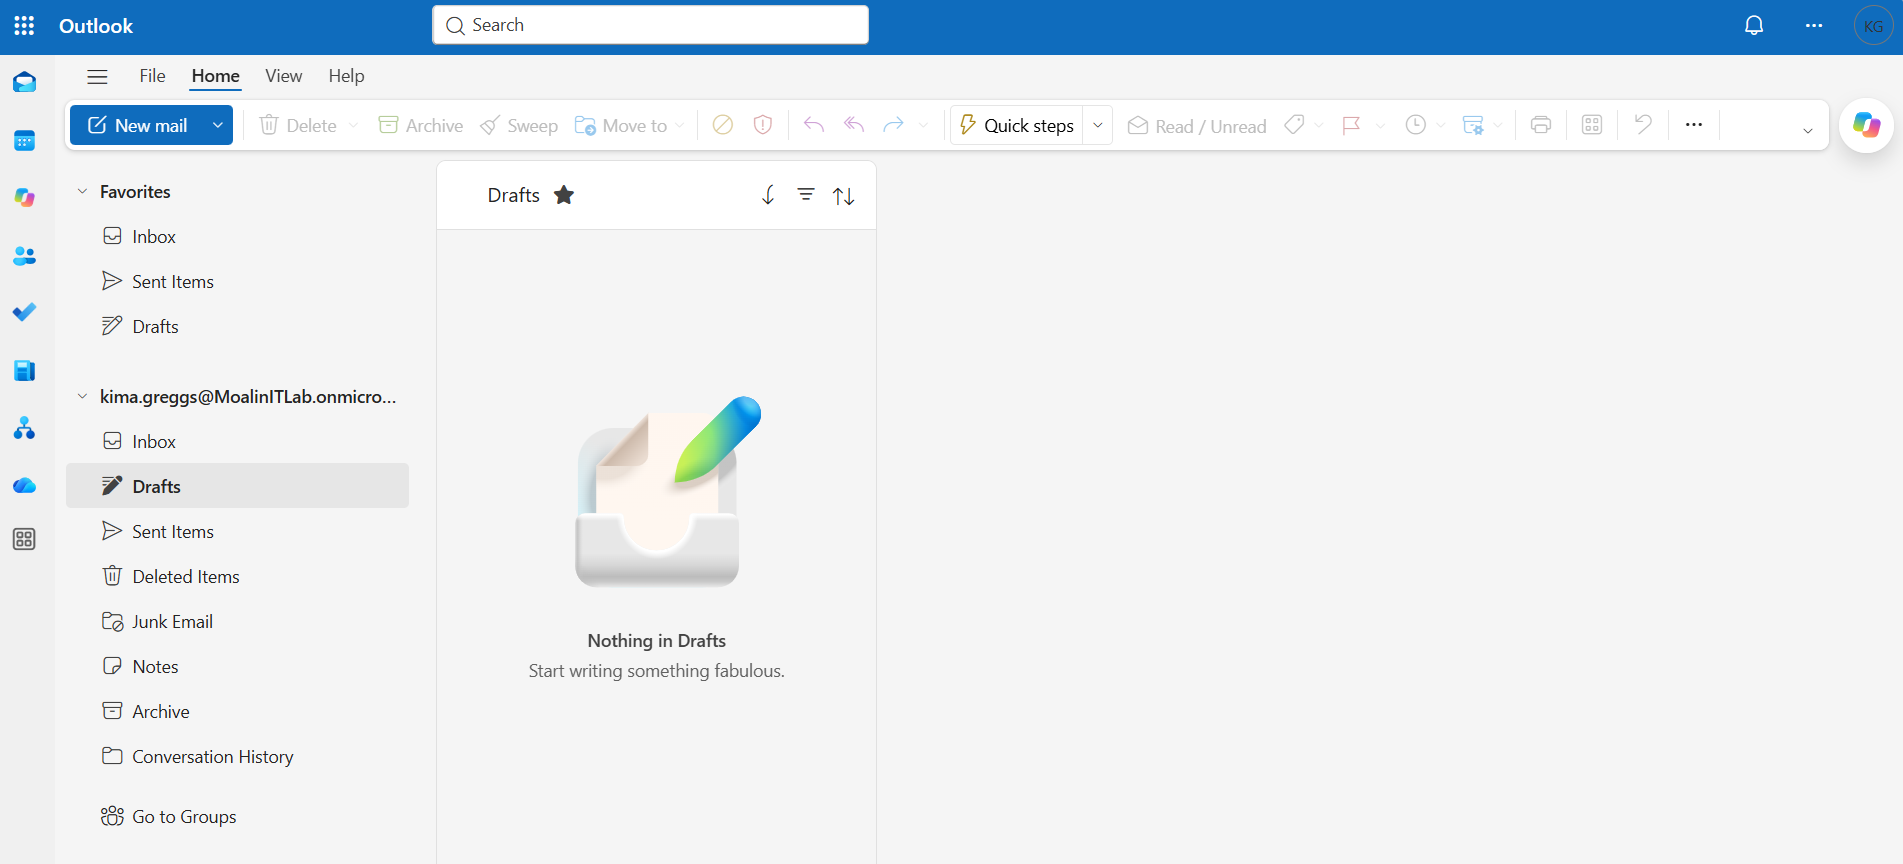 Outlook
Search
KG
File Home View Help
New mail Delete Archive Sweep Move to Quick steps Read / Unread
Favorites
Inbox
Sent Items
Drafts
kima.greggs@MoalinITLab.onmicro...
Inbox
Drafts
Sent Items
Deleted Items
Junk Email
Notes
Archive
Conversation History
Go to Groups
Drafts
Nothing in Drafts
Start writing something fabulous.